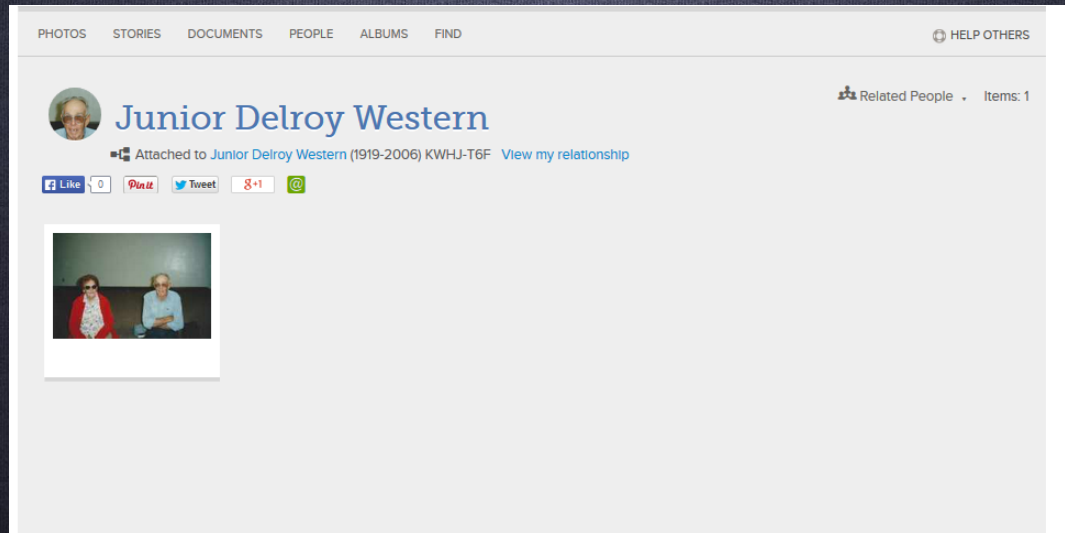 PHOTOS STORIES DOCUMENTS PEOPLE ALBUMS FIND HELP OTHERS
Related People Items: 1
Junior Delroy Western
Attached to Junior Delroy Western (1919-2006) KWHJ-T6F View my relationship
Like 0 Pin it Tweet g+1 @